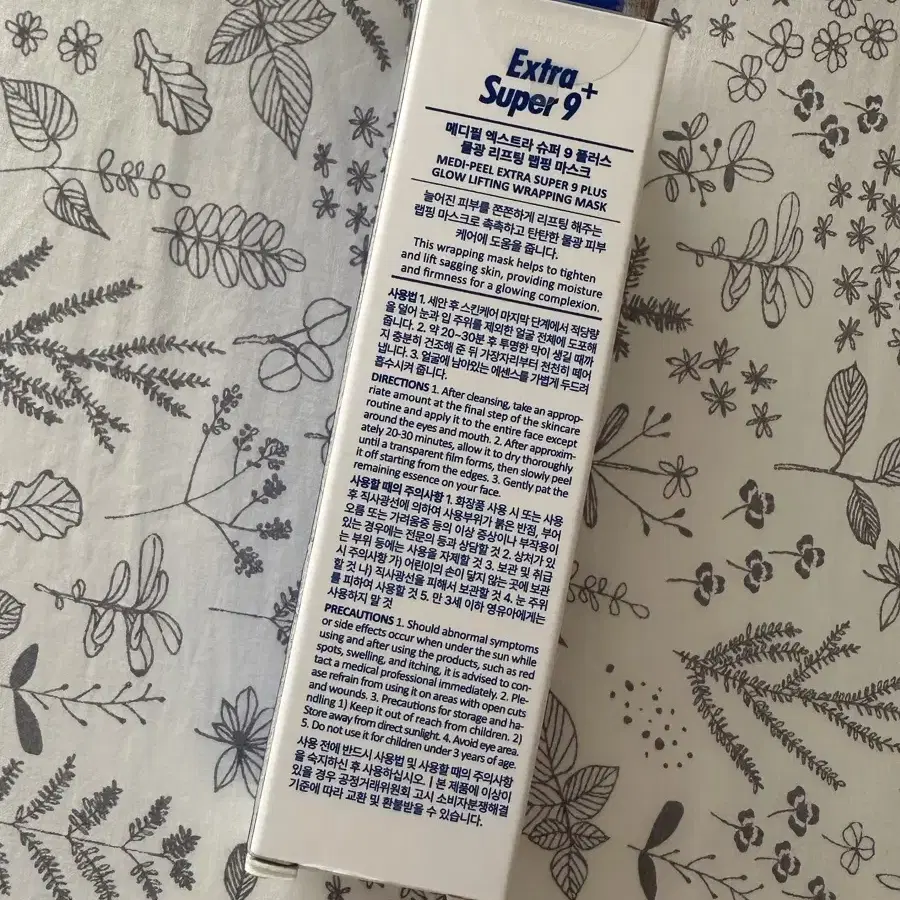 Extra
Super 9+
메디필 엑스트라 슈퍼 9 플러스
물광 리프팅 랩핑 마스크
MEDI-PEEL EXTRA SUPER 9 PLUS
GLOW LIFTING WRAPPING MASK
늘어진 피부를 쫀쫀하게 리프팅 해주는
랩핑 마스크로 촉촉하고 탄탄한 물광 피부
케어에 도움을 줍니다.
This wrapping mask helps to tighten
and lift sagging skin, providing moisture
and firmness for a glowing complexion.
사용법 1. 세안 후 스킨케어 마지막 단계에서 적당량
을 덜어 눈과 입 주위를 제외한 얼굴 전체에 도포해
줍니다. 2. 약 20~30분 후 투명한 막이 생길 때까
지 충분히 건조해 준 뒤 가장자리부터 천천히 떼어
냅니다. 3. 얼굴에 남아있는 에센스를 가볍게 두드려
흡수시켜 줍니다.
DIRECTIONS 1. After cleansing, take an approp-
riate amount at the final step of the skincare
routine and apply it to the entire face except
around the eyes and mouth. 2. After approxim-
ately 20-30 minutes, allow it to dry thoroughly
until a transparent film forms, then slowly peel
it off starting from the edges. 3. Gently pat the
remaining essence on your face.
사용할 때의 주의사항 1. 화장품 사용 시 또는 사용
후 직사광선에 의하여 사용부위가 붉은 반점, 부어
오름 또는 가려움증 등의 이상 증상이나 부작용이
있는 경우에는 전문의 등과 상담할 것 2. 상처가 있
는 부위 등에는 사용을 자제할 것 3. 보관 및 취급
시 주의사항 가) 어린이의 손이 닿지 않는 곳에 보관
할 것 나) 직사광선을 피해서 보관할 것 4. 눈 주위
를 피하여 사용할 것 5. 만 3세 이하 영유아에게는
사용하지 말 것
PRECAUTIONS 1. Should abnormal symptoms
or side effects occur when under the sun while
using and after using the products, such as red
spots, swelling, and itching, it is advised to con-
tact a medical professional immediately. 2. Ple-
ase refrain from using it on areas with open cuts
and wounds. 3. Precautions for storage and ha-
ndling 1) Keep it out of reach from children. 2)
Store away from direct sunlight. 4. Avoid eye area.
5. Do not use it for children under 3 years of age.
사용 전에 반드시 사용법 및 사용할 때의 주의사항
을 숙지하신 후 사용하십시오. | 본 제품에 이상이
있을 경우 공정거래위원회 고시 소비자분쟁해결
기준에 따라 교환 및 환불받을 수 있습니다.